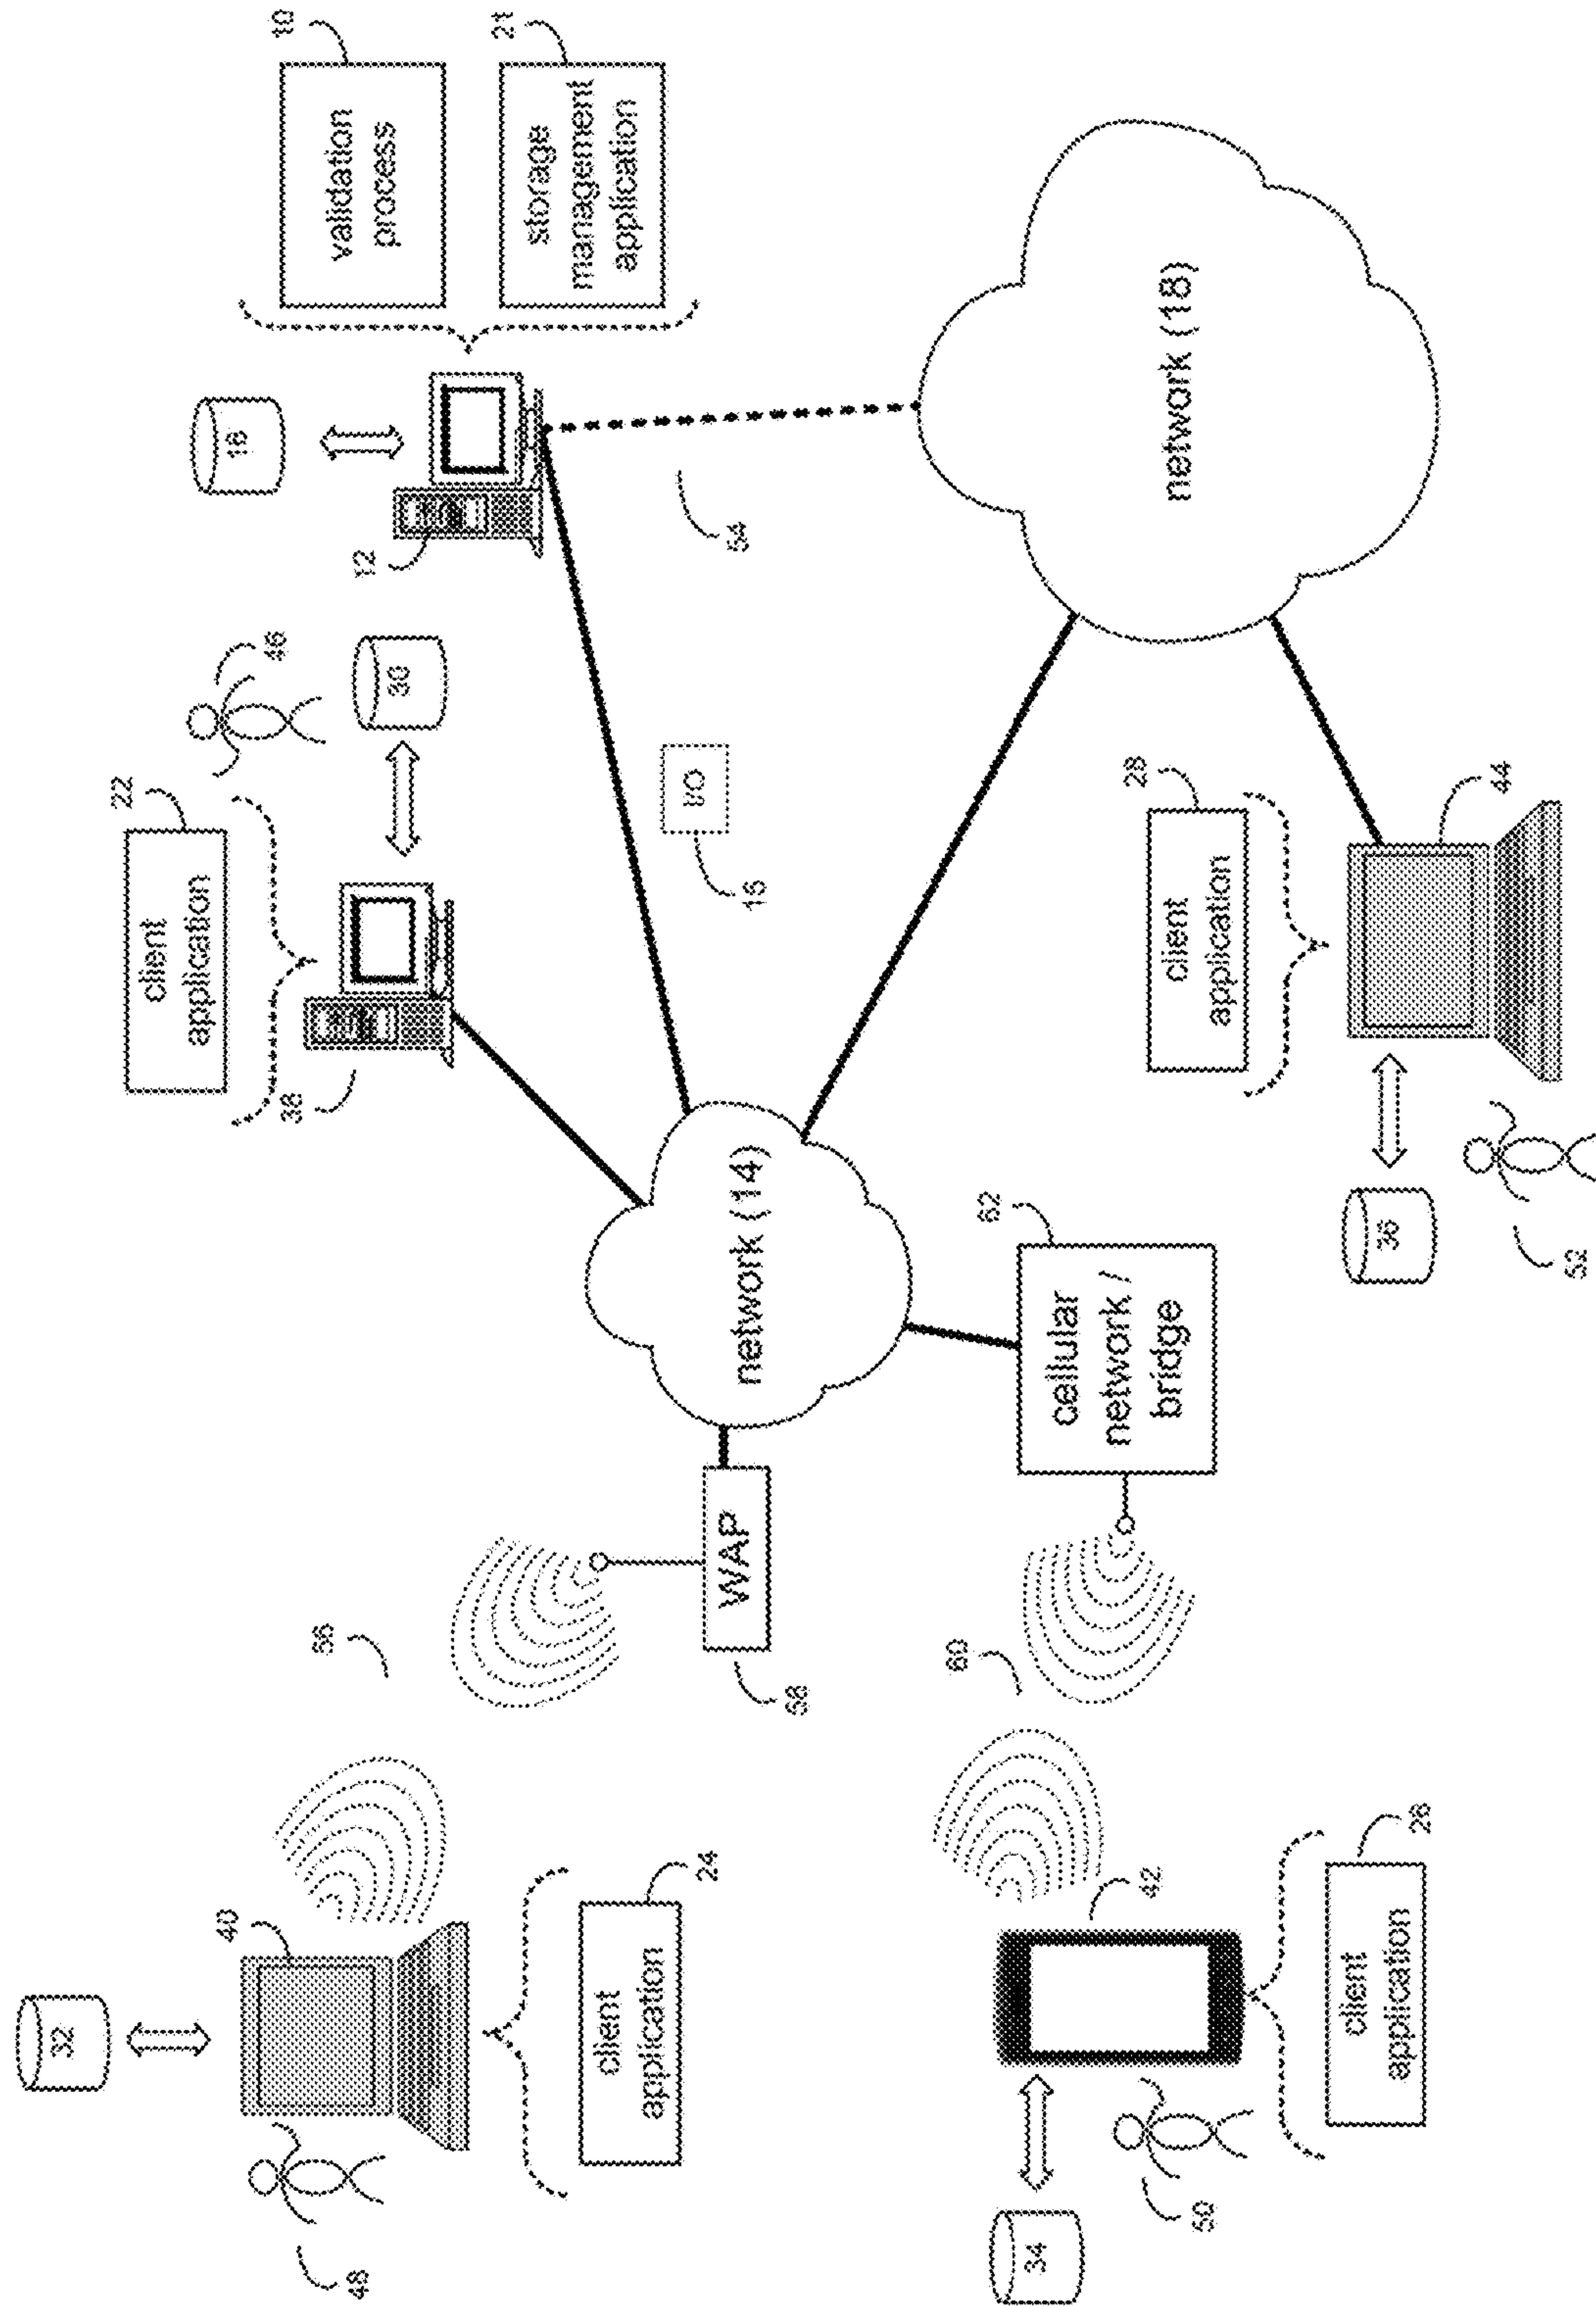 32
22
client
application
40
16
46
10
38
56
validation
process
48
12
30
21
storage
management
application
client
application
24
I/O
15
54
WAP
58
network (14)
60
62
34
cellular
network /
bridge
42
50
28
client
application
network (18)
client
application
26
36
44
52